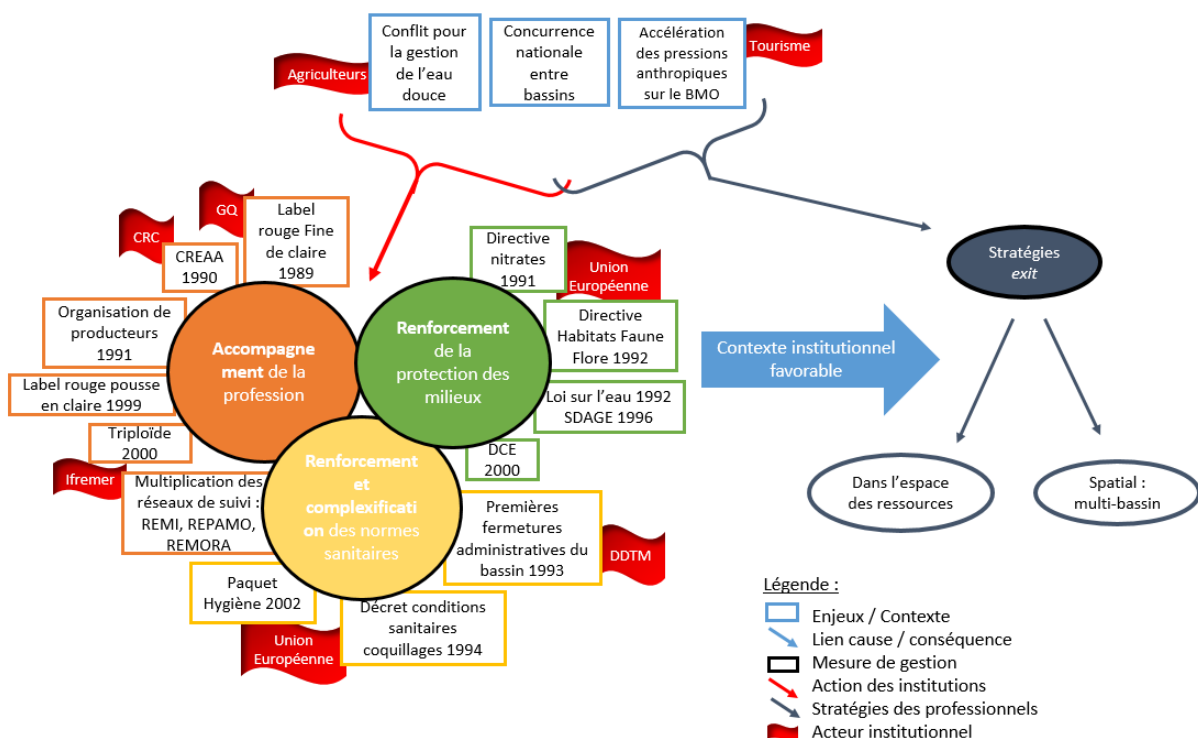 Agriculteurs
Conflit pour
la gestion
de l'eau
douce
Concurrence
nationale
entre
bassins
Accélération
des pressions
anthropiques
sur le BMO
Tourisme
GQ
Label
rouge Fine
de claire
1989
CRC
CREAA
1990
Organisation de
producteurs
1991
Label rouge pousse
en claire 1999
Triploïde
2000
Ifremer
Multiplication des
réseaux de suivi :
REMI, REPAMO,
REMORA
Accompagne
ment de la
profession
Renforcement
de la
protection des
milieux
Directive
nitrates
1991
Union
Européenne
Directive
Habitats Faune
Flore 1992
Loi sur l'eau 1992
SDAGE 1996
DCE
2000
Renforcement
et
complexificati
on des normes
sanitaires
Premières
fermetures
administratives du
bassin 1993
DDTM
Paquet
Hygiène 2002
Union
Européenne
Décret conditions
sanitaires
coquillages 1994
Contexte institutionnel
favorable
Stratégies
exit
Dans l'espace
des ressources
Spatial :
multi-bassin
Légende :
Enjeux / Contexte
Lien cause / conséquence
Mesure de gestion
Action des institutions
Stratégies des professionnels
Acteur institutionnel